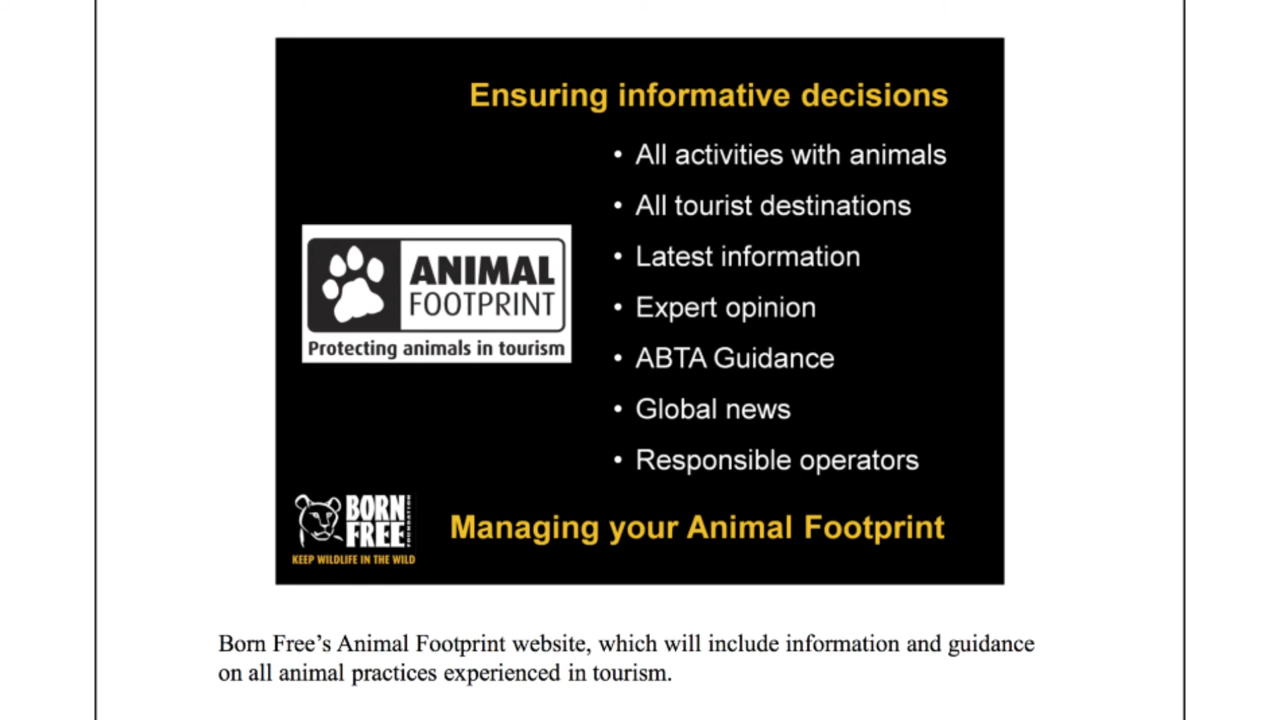 Ensuring informative decisions
• All activities with animals
• All tourist destinations
• Latest information
• Expert opinion
• ABTA Guidance
• Global news
• Responsible operators
ANIMAL
FOOTPRINT
Protecting animals in tourism
BORN
FREE
FOUNDATION
KEEP WILDLIFE IN THE WILD
Managing your Animal Footprint
Born Free’s Animal Footprint website, which will include information and guidance
on all animal practices experienced in tourism.